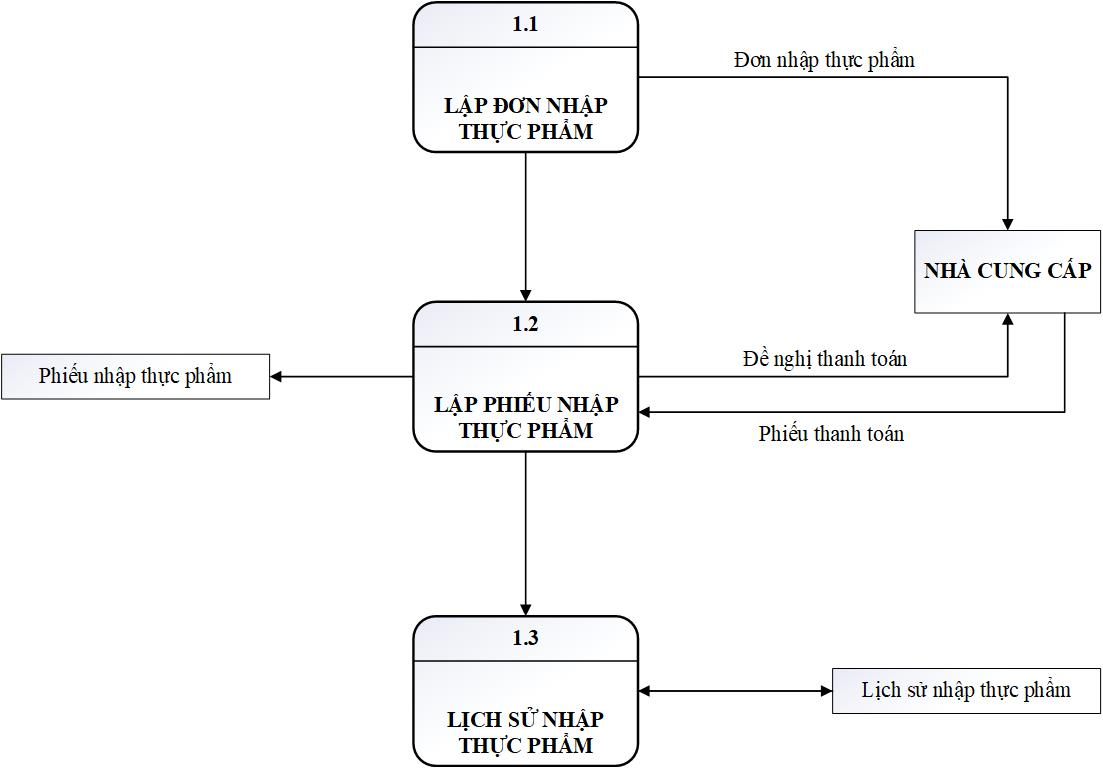 1.1
LẬP ĐƠN NHẬP
THỰC PHẨM
Đơn nhập thực phẩm
NHÀ CUNG CẤP
1.2
LẬP PHIẾU NHẬP
THỰC PHẨM
Phiếu nhập thực phẩm
Đề nghị thanh toán
Phiếu thanh toán
1.3
LỊCH SỬ NHẬP
THỰC PHẨM
Lịch sử nhập thực phẩm